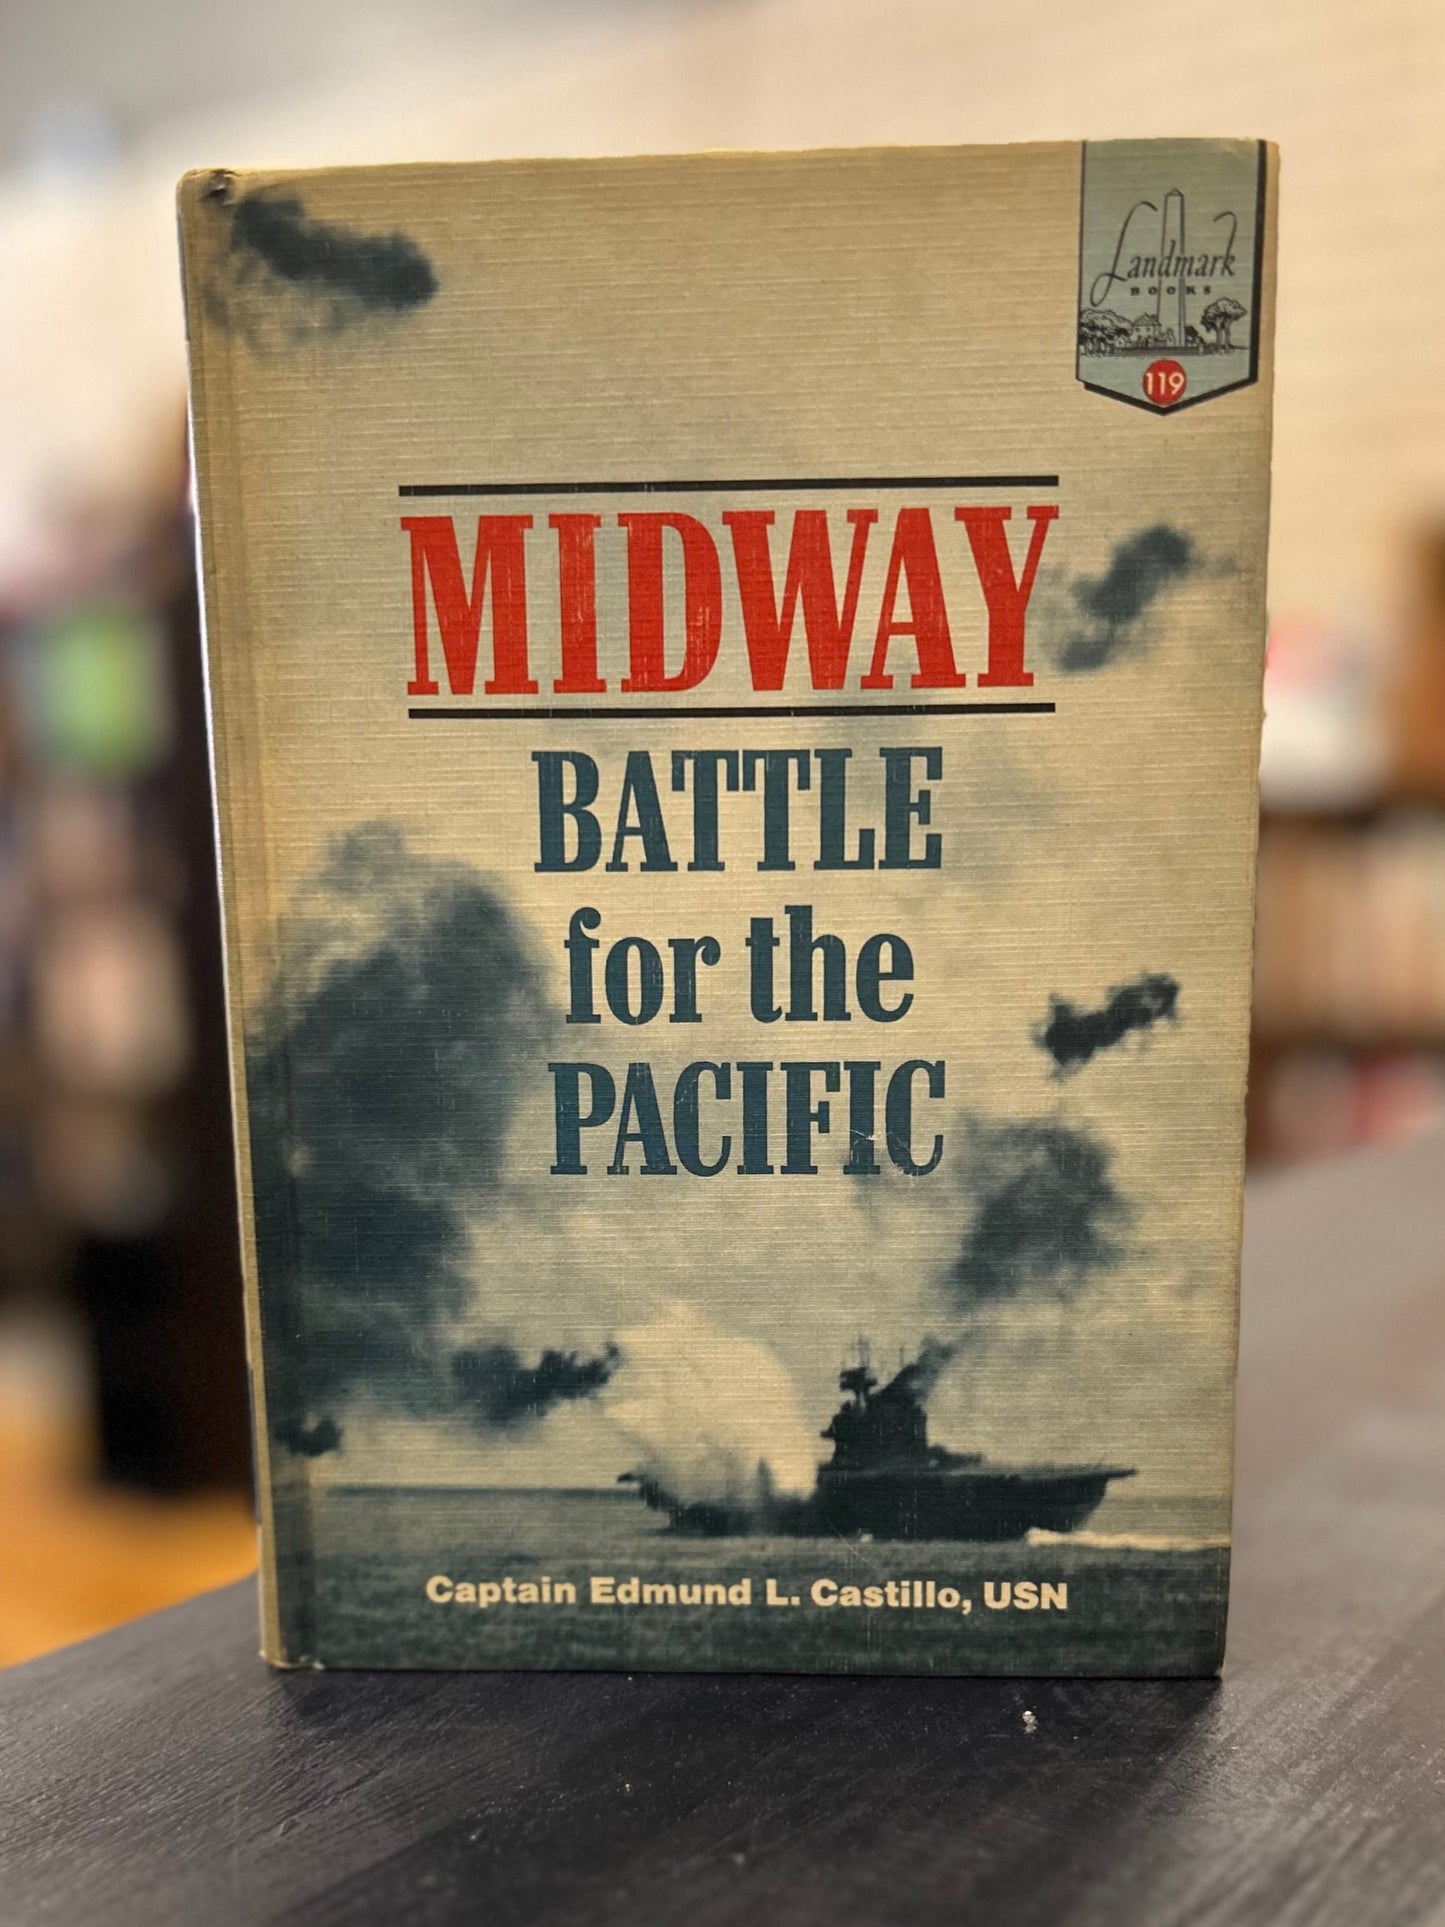 Landmark
BOOKS
119
MIDWAY
BATTLE
for the
PACIFIC
Captain Edmund L. Castillo, USN